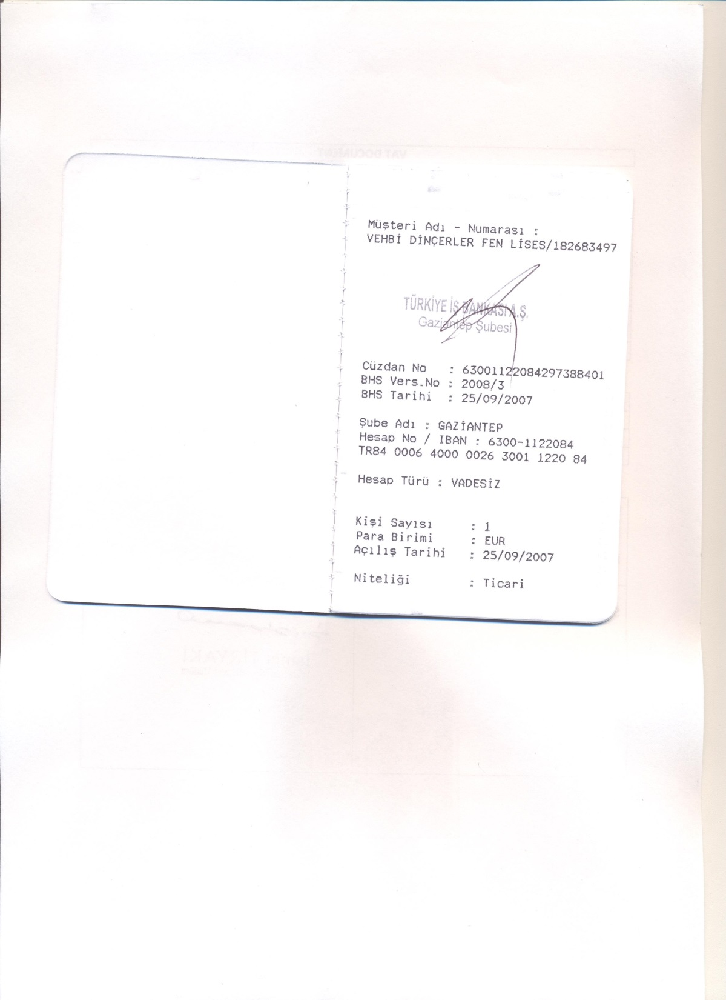 VAT DOCUMENT
Müşteri Adı - Numarası :
VEHBİ DİNÇERLER FEN LİSES/182683497
TÜRKİYE İŞ BANKASI A.Ş.
Gaziantep Şubesi
Cüzdan No : 63001122084297388401
BHS Vers.No : 2008/3
BHS Tarihi : 25/09/2007
Şube Adı : GAZİANTEP
Hesap No / IBAN : 6300-1122084
TR84 0006 4000 0026 3001 1220 84
Hesap Türü : VADESİZ
Kişi Sayısı : 1
Para Birimi : EUR
Açılış Tarihi : 25/09/2007
Niteliği : Ticari